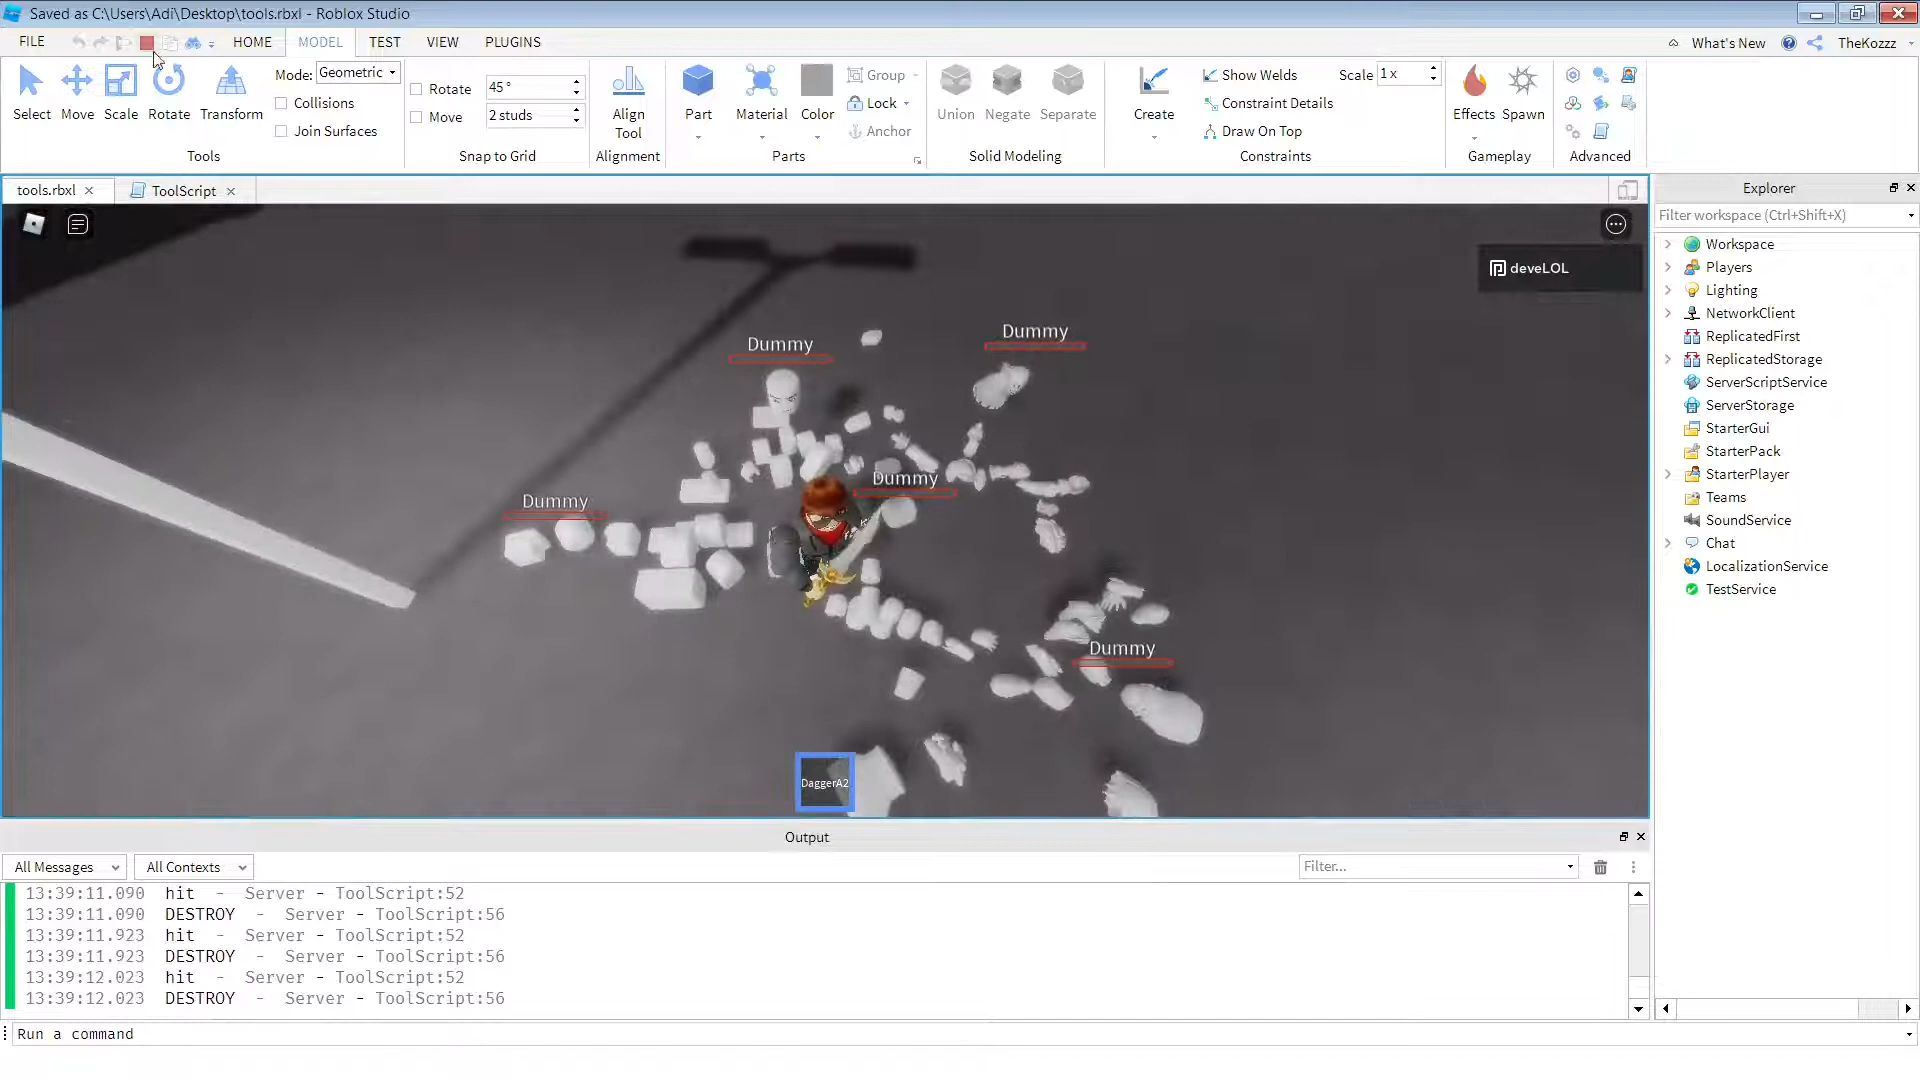 Saved as C:\Users\Adi\Desktop\tools.rbxl - Roblox Studio
FILE HOME MODEL TEST VIEW PLUGINS What's New TheKozzz
Select Move Scale Rotate Transform
Mode: Geometric
Collisions
Join Surfaces
Tools
Rotate 45°
Move 2 studs
Snap to Grid
Align Tool
Alignment
Part Material Color
Group
Lock
Anchor
Parts
Union Negate Separate
Solid Modeling
Create
Show Welds
Constraint Details
Draw On Top
Scale 1x
Constraints
Effects Spawn
Gameplay
Advanced
tools.rbxl
ToolScript
deveLOL
Dummy
Dummy
Dummy
Dummy
Dummy
DaggerA2
Explorer
Filter workspace (Ctrl+Shift+X)
Workspace
Players
Lighting
NetworkClient
ReplicatedFirst
ReplicatedStorage
ServerScriptService
ServerStorage
StarterGui
StarterPack
StarterPlayer
Teams
SoundService
Chat
LocalizationService
TestService
Output
All Messages All Contexts Filter...
13:39:11.090 hit - Server - ToolScript:52
13:39:11.090 DESTROY - Server - ToolScript:56
13:39:11.923 hit - Server - ToolScript:52
13:39:11.923 DESTROY - Server - ToolScript:56
13:39:12.023 hit - Server - ToolScript:52
13:39:12.023 DESTROY - Server - ToolScript:56
Run a command